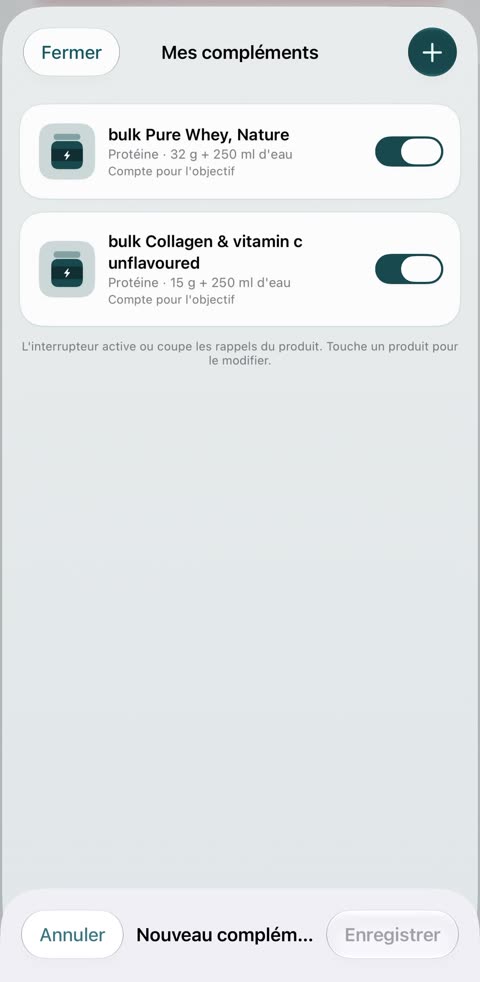 Fermer
Mes compléments
bulk Pure Whey, Nature
Protéine · 32 g + 250 ml d'eau
Compte pour l'objectif
bulk Collagen & vitamin c
unflavoured
Protéine · 15 g + 250 ml d'eau
Compte pour l'objectif
L'interrupteur active ou coupe les rappels du produit. Touche un produit pour
le modifier.
Annuler
Nouveau complém...
Enregistrer